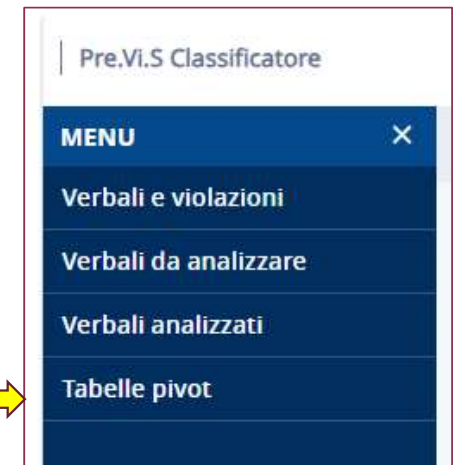 Pre.Vi.S Classificatore
MENU ×
Verbali e violazioni
Verbali da analizzare
Verbali analizzati
Tabelle pivot